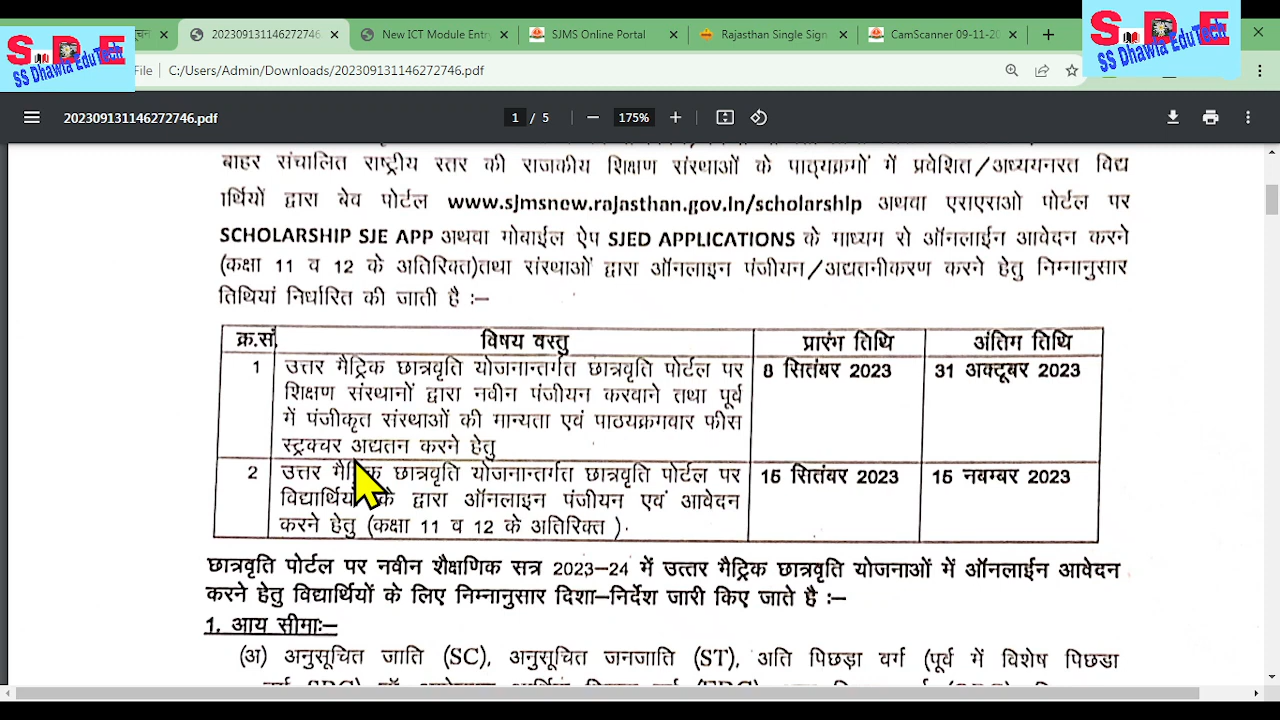 S D E
SS Dhawla EduTech
202309131146272746
New ICT Module Entry
SJMS Online Portal
Rajasthan Single Sign
CamScanner 09-11-20
S D E
SS Dhawla EduTech
File
C:/Users/Admin/Downloads/202309131146272746.pdf
202309131146272746.pdf
1 / 5
175%
बाहर संचालित राष्ट्रीय स्तर की राजकीय शिक्षण संस्थाओं के पाठ्यक्रमों में प्रवेशित/अध्ययनरत विद्य
ार्थियों द्वारा बेव पोर्टल www.sjmsnew.rajasthan.gov.in/scholarship अथवा एसएसओ पोर्टल पर
SCHOLARSHIP SJE APP अथवा मोबाईल ऐप SJED APPLICATIONS के माध्यम से ऑनलाईन आवेदन करने
(कक्षा 11 व 12 के अतिरिक्त)तथा संस्थाओं द्वारा ऑनलाइन पंजीयन/अद्यतनीकरण करने हेतु निम्नानुसार
तिथियां निर्धारित की जाती है :–
क्र.सं. विषय वस्तु प्रारंभ तिथि अंतिम तिथि
1 उत्तर मैट्रिक छात्रवृति योजनान्तर्गत छात्रवृति पोर्टल पर 8 सितंबर 2023 31 अक्टूबर 2023
शिक्षण संस्थानों द्वारा नवीन पंजीयन करवाने तथा पूर्व
में पंजीकृत संस्थाओं की मान्यता एवं पाठयक्रमवार फीस
स्ट्रक्चर अद्यतन करने हेतु
2 उत्तर मैट्रिक छात्रवृति योजनान्तर्गत छात्रवृति पोर्टल पर 15 सितंबर 2023 15 नवम्बर 2023
विद्यार्थियों के द्वारा ऑनलाइन पंजीयन एवं आवेदन
करने हेतु (कक्षा 11 व 12 के अतिरिक्त ).
छात्रवृति पोर्टल पर नवीन शैक्षणिक सत्र 2023–24 में उत्तर मैट्रिक छात्रवृति योजनाओं में ऑनलाईन आवेदन
करने हेतु विद्यार्थियों के लिए निम्नानुसार दिशा–निर्देश जारी किए जाते है :–
1. आय सीमाः–
(अ) अनुसूचित जाति (SC), अनुसूचित जनजाति (ST), अति पिछड़ा वर्ग (पूर्व में विशेष पिछडा